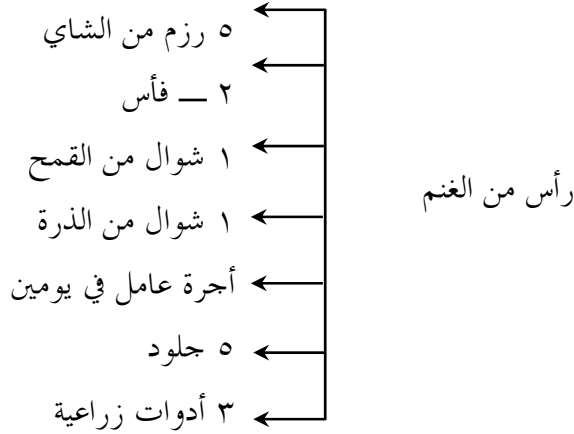 رأس من الغنم
٥ رزم من الشاي
٢ — فأس
١ شوال من القمح
١ شوال من الذرة
أجرة عامل في يومين
٥ جلود
٣ أدوات زراعية